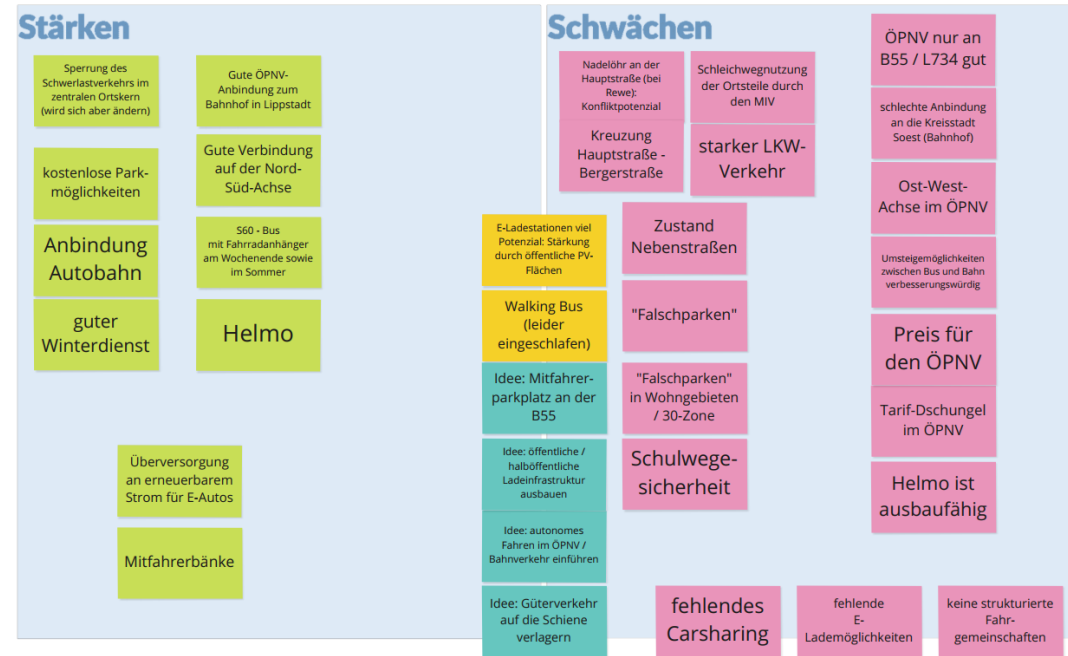 Stärken
Sperrung des
Schwerlastverkehrs im
zentralen Ortskern
(wird sich aber ändern)
Gute ÖPNV-
Anbindung zum
Bahnhof in Lippstadt
kostenlose Park-
möglichkeiten
Gute Verbindung
auf der Nord-
Süd-Achse
Anbindung
Autobahn
S60 - Bus
mit Fahrradanhänger
am Wochenende sowie
im Sommer
guter
Winterdienst
Helmo
Überversorgung
an erneuerbarem
Strom für E-Autos
Mitfahrerbänke
E-Ladestationen viel
Potenzial: Stärkung
durch öffentliche PV-
Flächen
Walking Bus
(leider
eingeschlafen)
Idee: Mitfahrer-
parkplatz an der
B55
Idee: öffentliche /
halböffentliche
Ladeinfrastruktur
ausbauen
Idee: autonomes
Fahren im ÖPNV /
Bahnverkehr einführen
Idee: Güterverkehr
auf die Schiene
verlagern
Schwächen
Nadelöhr an der
Hauptstraße (bei
Rewe):
Konfliktpotenzial
Schleichwegnutzung
der Ortsteile durch
den MIV
Kreuzung
Hauptstraße -
Bergerstraße
starker LKW-
Verkehr
Zustand
Nebenstraßen
"Falschparken"
"Falschparken"
in Wohngebieten
/ 30-Zone
Schulwege-
sicherheit
ÖPNV nur an
B55 / L734 gut
schlechte Anbindung
an die Kreisstadt
Soest (Bahnhof)
Ost-West-
Achse im ÖPNV
Umsteigemöglichkeiten
zwischen Bus und Bahn
verbesserungswürdig
Preis für
den ÖPNV
Tarif-Dschungel
im ÖPNV
Helmo ist
ausbaufähig
fehlendes
Carsharing
fehlende
E-
Lademöglichkeiten
keine strukturierte
Fahr-
gemeinschaften